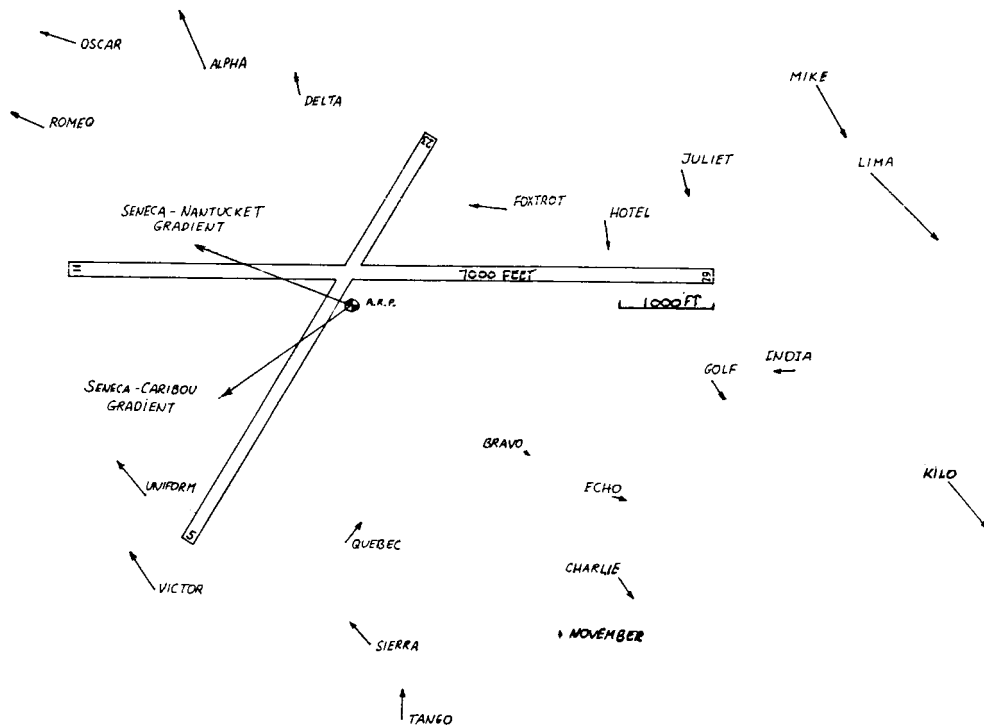 OSCAR
ALPHA
DELTA
MIKE
ROMEO
23
JULIET
LIMA
SENECA - NANTUCKET
GRADIENT
FOXTROT
HOTEL
11
7000 FEET
29
A.R.P.
1000 FT
SENECA - CARIBOU
GRADIENT
GOLF
INDIA
BRAVO
UNIFORM
ECHO
KILO
5
QUEBEC
VICTOR
CHARLIE
SIERRA
NOVEMBER
TANGO